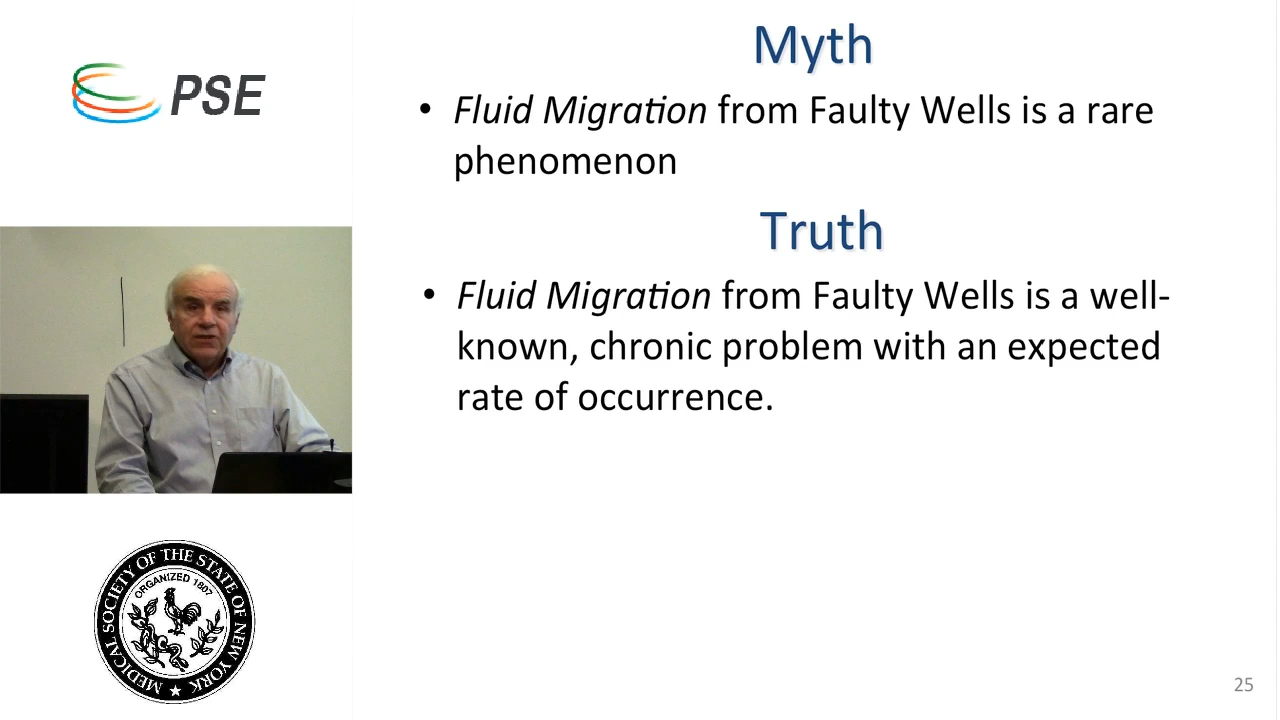 PSE
Myth
• Fluid Migration from Faulty Wells is a rare
phenomenon
Truth
• Fluid Migration from Faulty Wells is a well-
known, chronic problem with an expected
rate of occurrence.
MEDICAL SOCIETY OF THE STATE OF NEW YORK
ORGANIZED 1807
25